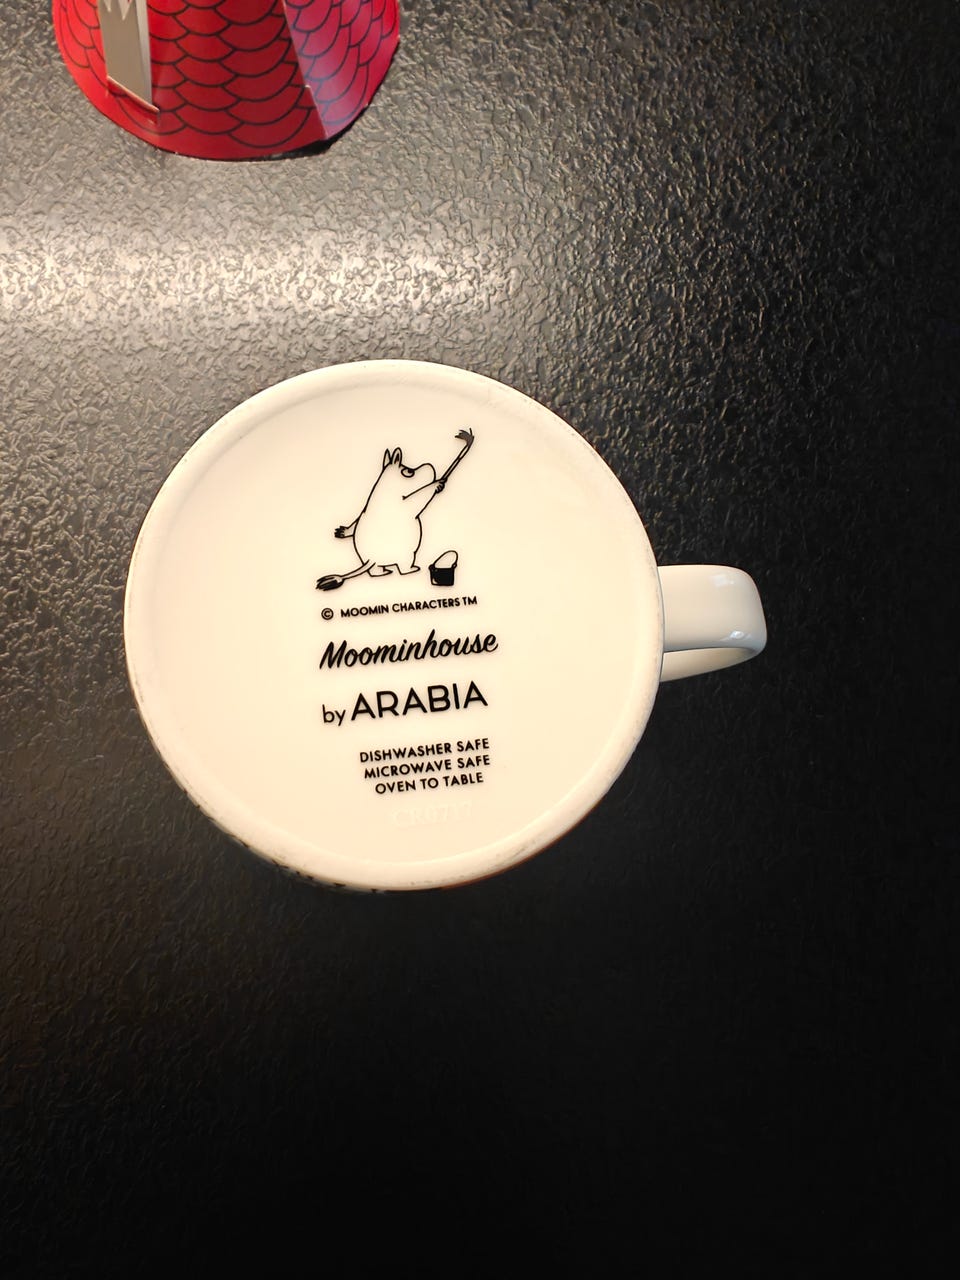 © MOOMIN CHARACTERS TM
Moominhouse
by ARABIA
DISHWASHER SAFE
MICROWAVE SAFE
OVEN TO TABLE